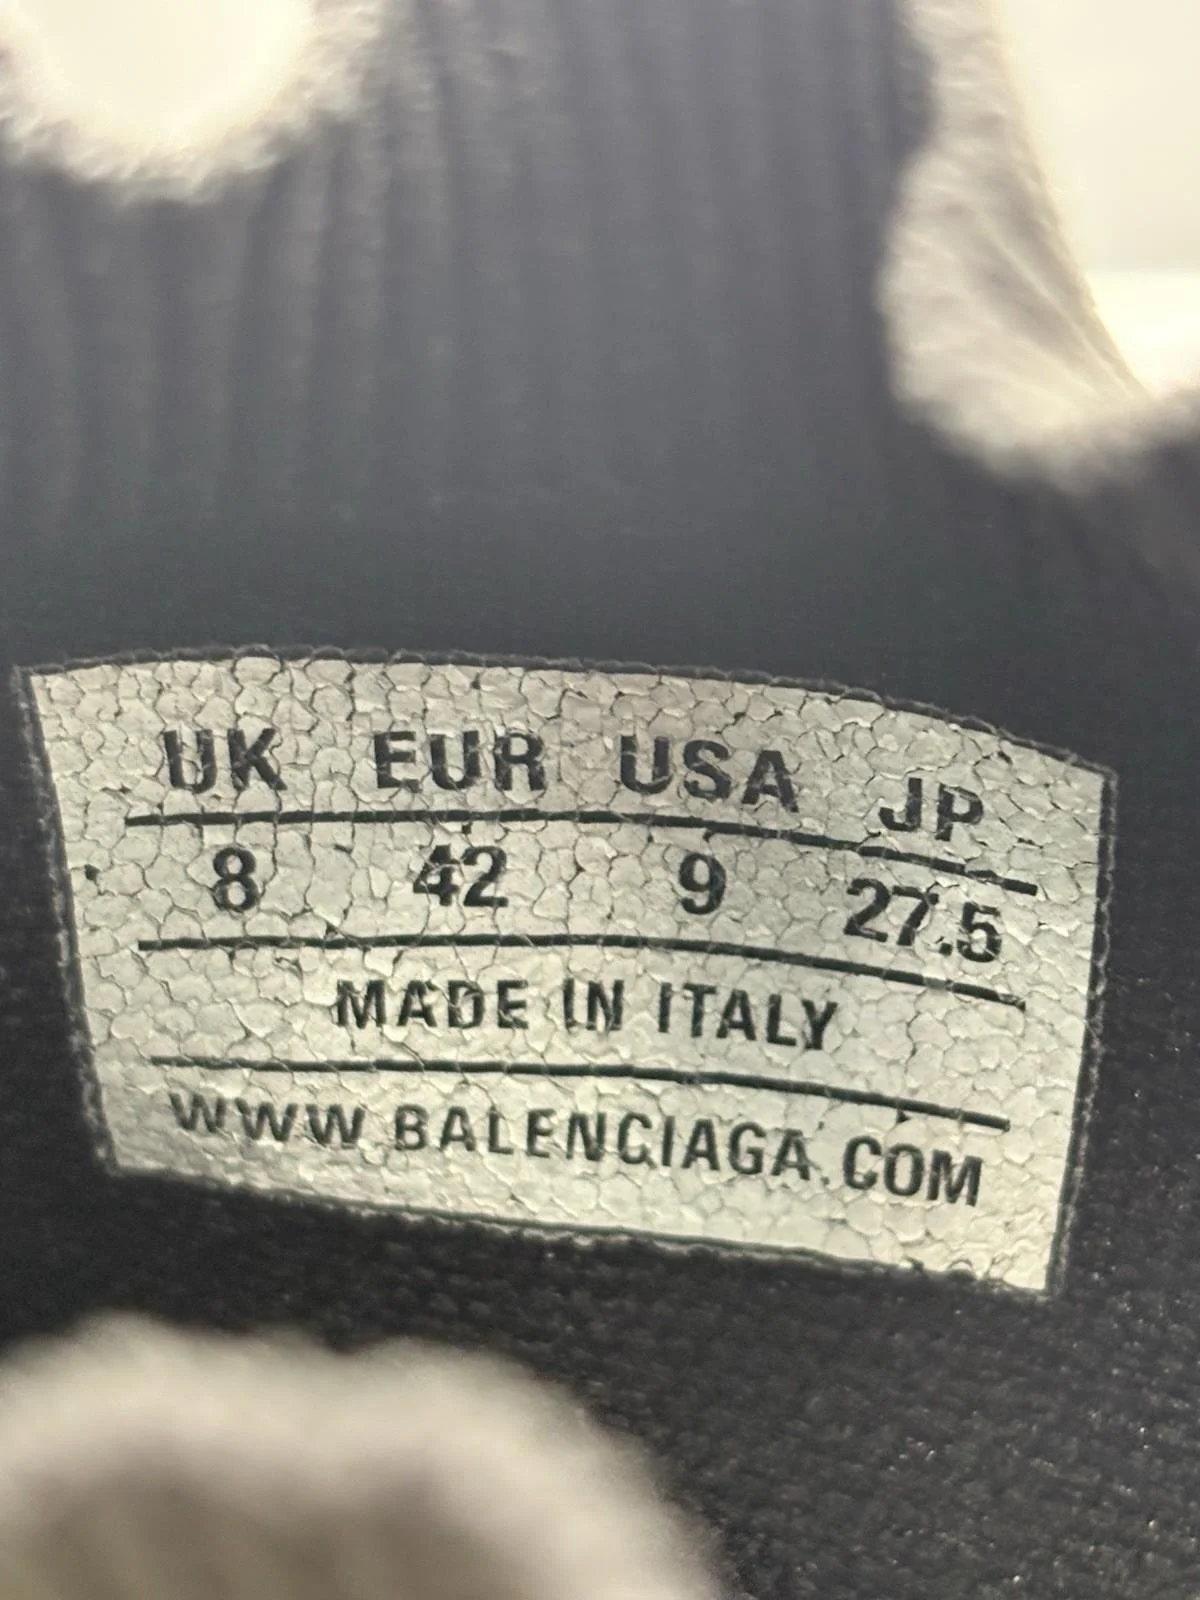 UK EUR USA JP
8 42 9 27.5
MADE IN ITALY
WWW.BALENCIAGA.COM